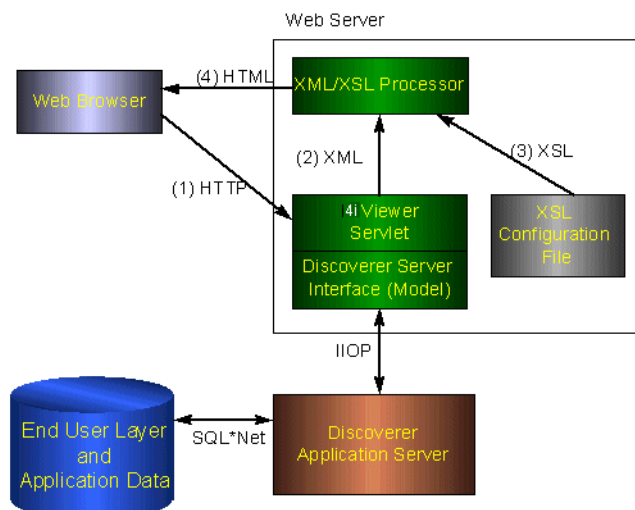 Web Server
(4) HTML
XML/XSL Processor
Web Browser
(2) XML
(3) XSL
(1) HTTP
4i Viewer
Servlet
XSL
Configuration
File
Discoverer Server
Interface (Model)
IIOP
End User Layer
and
Application Data
SQL*Net
Discoverer
Application Server